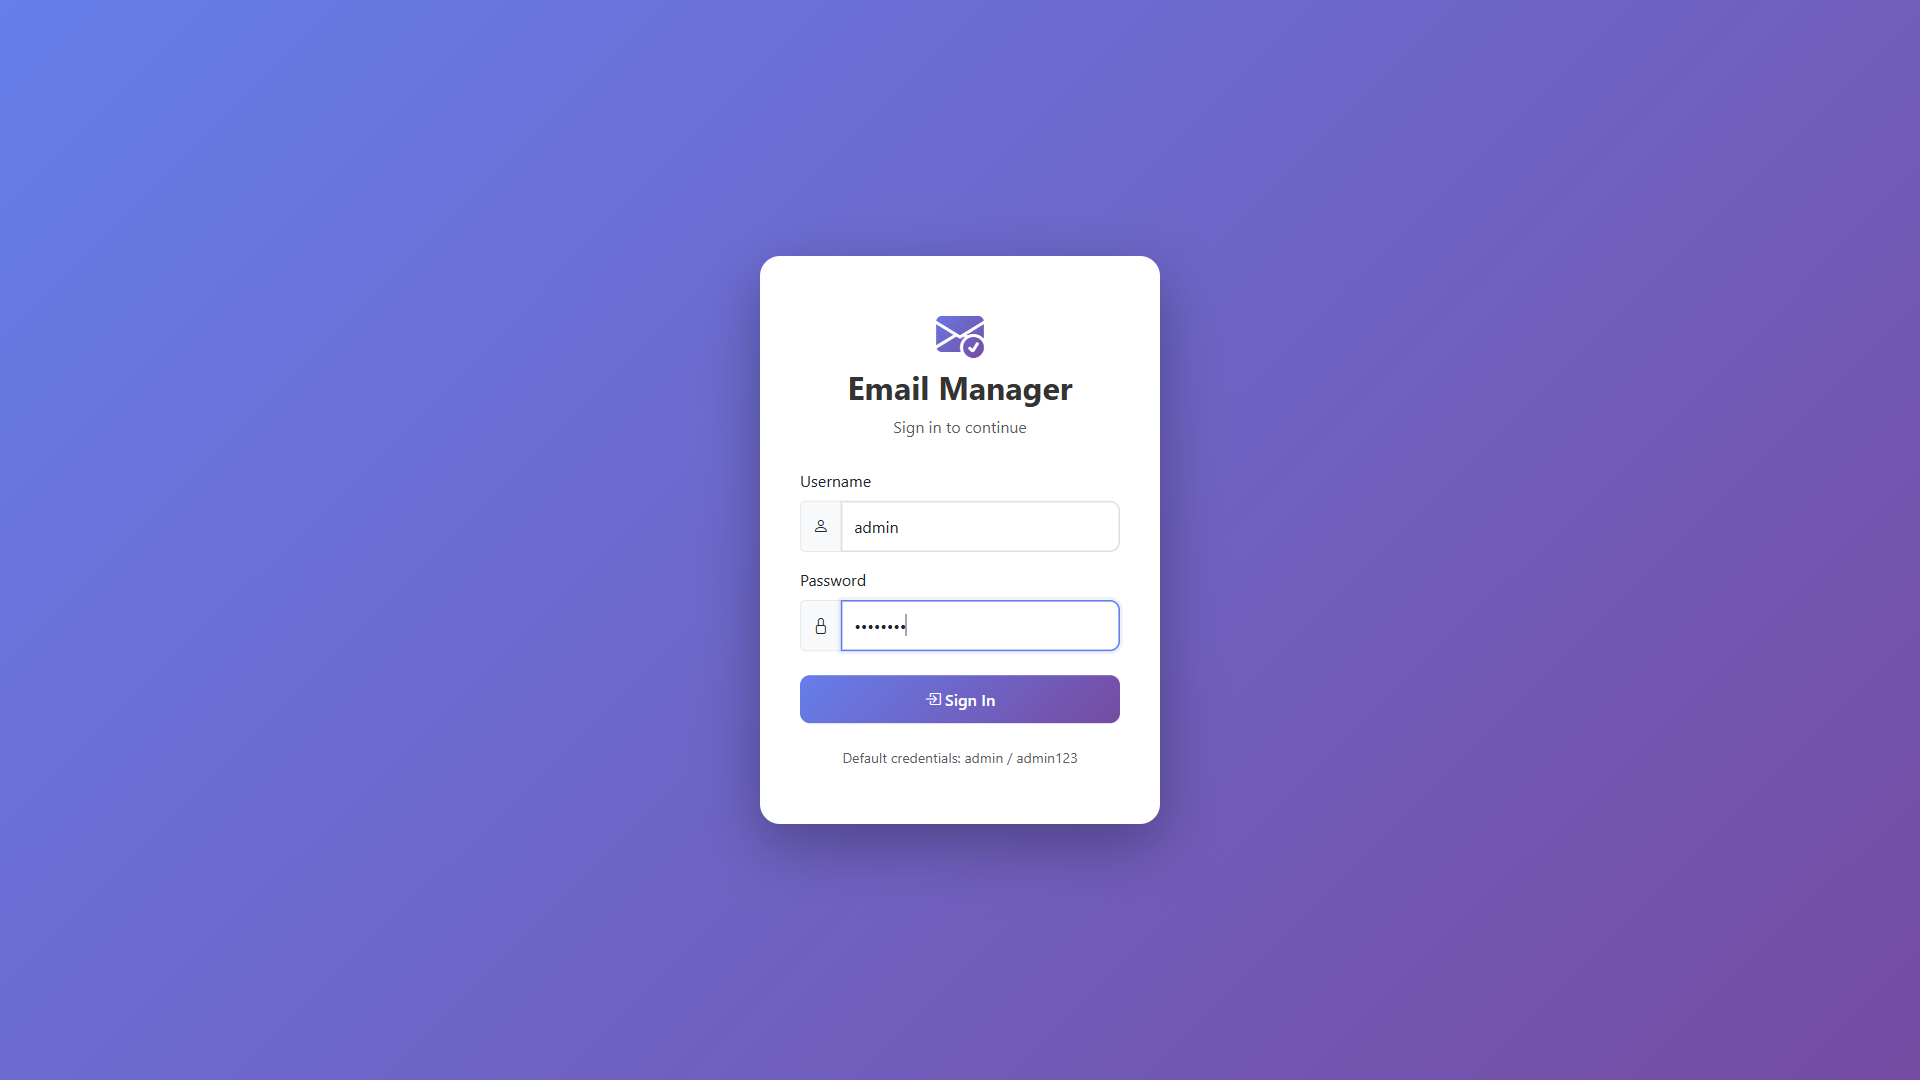 Email Manager
Sign in to continue
Username
admin
Password
••••••••
Sign In
Default credentials: admin / admin123